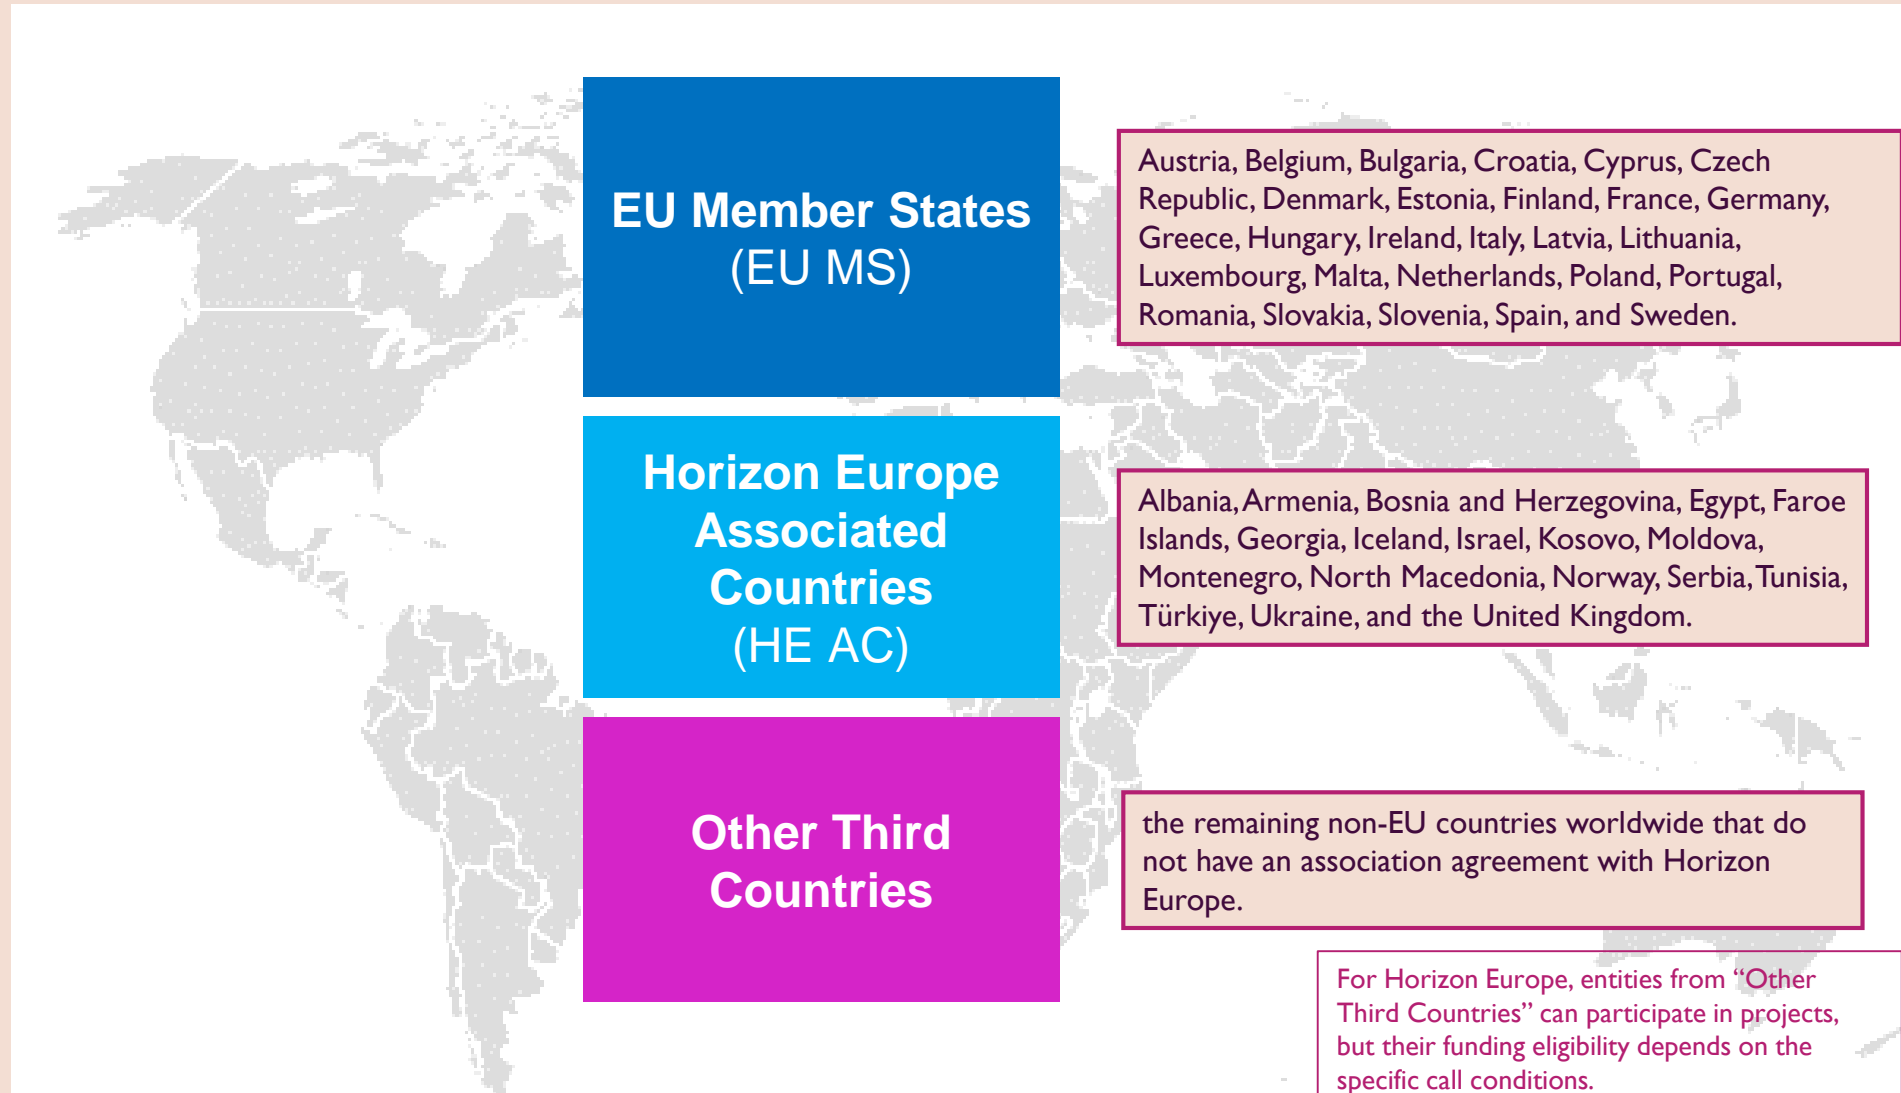 EU Member States
(EU MS)
Austria, Belgium, Bulgaria, Croatia, Cyprus, Czech
Republic, Denmark, Estonia, Finland, France, Germany,
Greece, Hungary, Ireland, Italy, Latvia, Lithuania,
Luxembourg, Malta, Netherlands, Poland, Portugal,
Romania, Slovakia, Slovenia, Spain, and Sweden.
Horizon Europe
Associated
Countries
(HE AC)
Albania, Armenia, Bosnia and Herzegovina, Egypt, Faroe
Islands, Georgia, Iceland, Israel, Kosovo, Moldova,
Montenegro, North Macedonia, Norway, Serbia, Tunisia,
Türkiye, Ukraine, and the United Kingdom.
Other Third
Countries
the remaining non-EU countries worldwide that do
not have an association agreement with Horizon
Europe.
For Horizon Europe, entities from “Other
Third Countries” can participate in projects,
but their funding eligibility depends on the
specific call conditions.